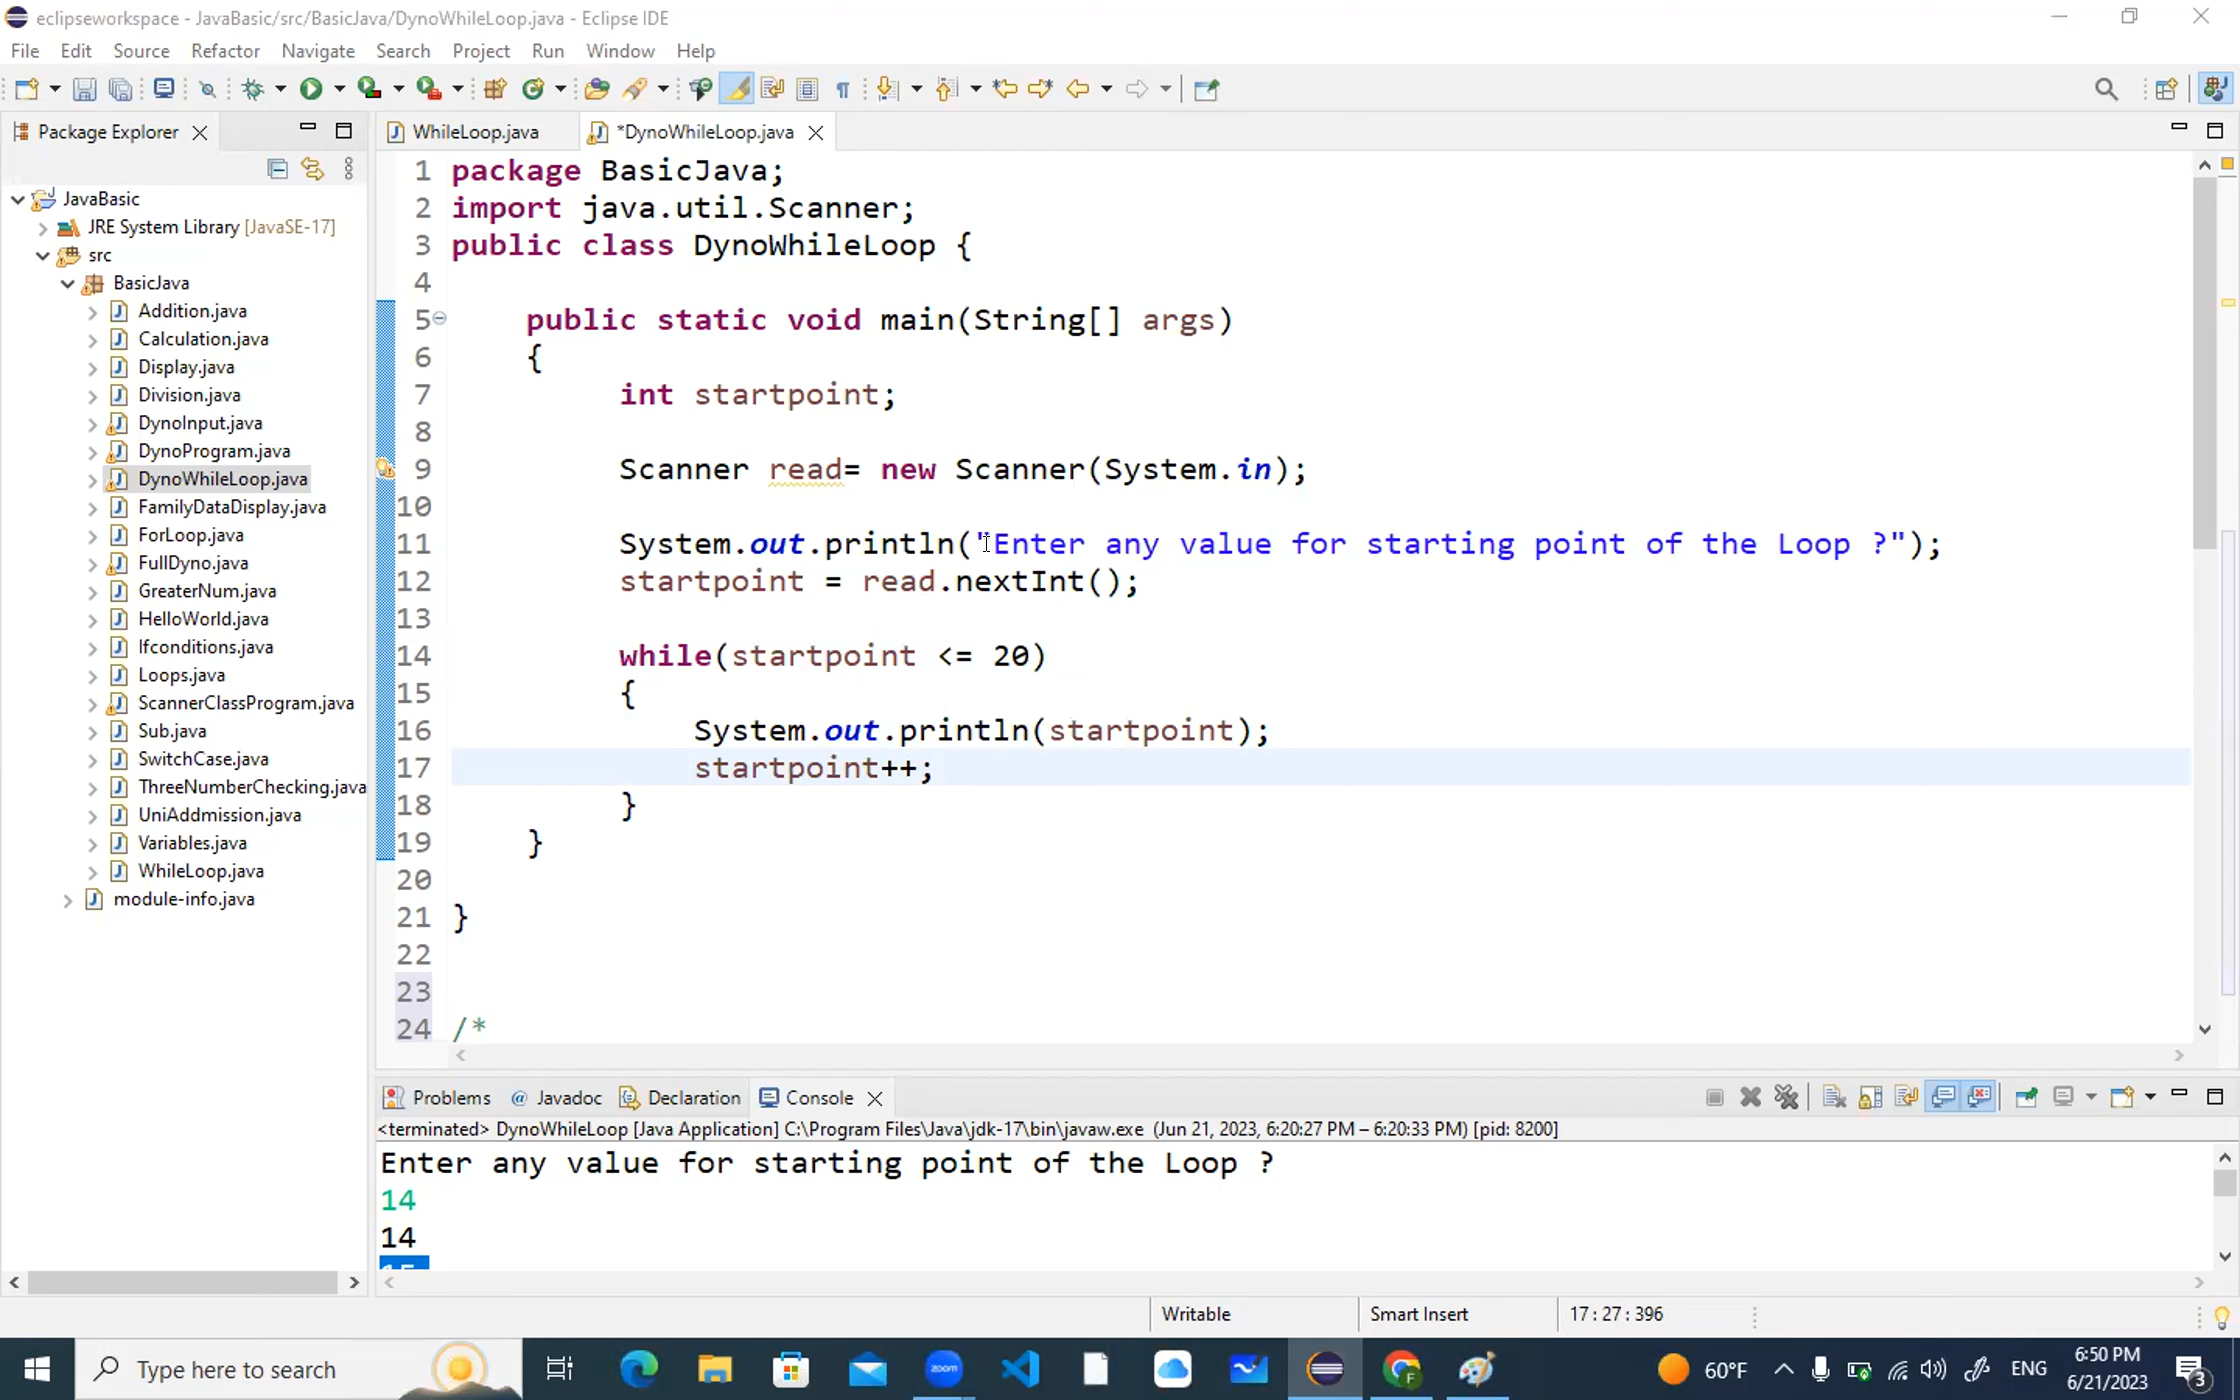 eclipseworkspace - JavaBasic/src/BasicJava/DynoWhileLoop.java - Eclipse IDE
File Edit Source Refactor Navigate Search Project Run Window Help
Package Explorer
JavaBasic
JRE System Library [JavaSE-17]
src
BasicJava
Addition.java
Calculation.java
Display.java
Division.java
DynoInput.java
DynoProgram.java
DynoWhileLoop.java
FamilyDataDisplay.java
ForLoop.java
FullDyno.java
GreaterNum.java
HelloWorld.java
Ifconditions.java
Loops.java
ScannerClassProgram.java
Sub.java
SwitchCase.java
ThreeNumberChecking.java
UniAddmission.java
Variables.java
WhileLoop.java
module-info.java
WhileLoop.java *DynoWhileLoop.java
1 package BasicJava;
2 import java.util.Scanner;
3 public class DynoWhileLoop {
4
5 public static void main(String[] args)
6 {
7 int startpoint;
8
9 Scanner read= new Scanner(System.in);
10
11 System.out.println("Enter any value for starting point of the Loop ?");
12 startpoint = read.nextInt();
13
14 while(startpoint <= 20)
15 {
16 System.out.println(startpoint);
17 startpoint++;
18 }
19 }
20
21 }
22
23
24 /*
Problems @ Javadoc Declaration Console
<terminated> DynoWhileLoop [Java Application] C:\Program Files\Java\jdk-17\bin\javaw.exe (Jun 21, 2023, 6:20:27 PM – 6:20:33 PM) [pid: 8200]
Enter any value for starting point of the Loop ?
14
14
Writable Smart Insert 17 : 27 : 396
Type here to search
zoom
60°F ENG
6:50 PM
6/21/2023
3